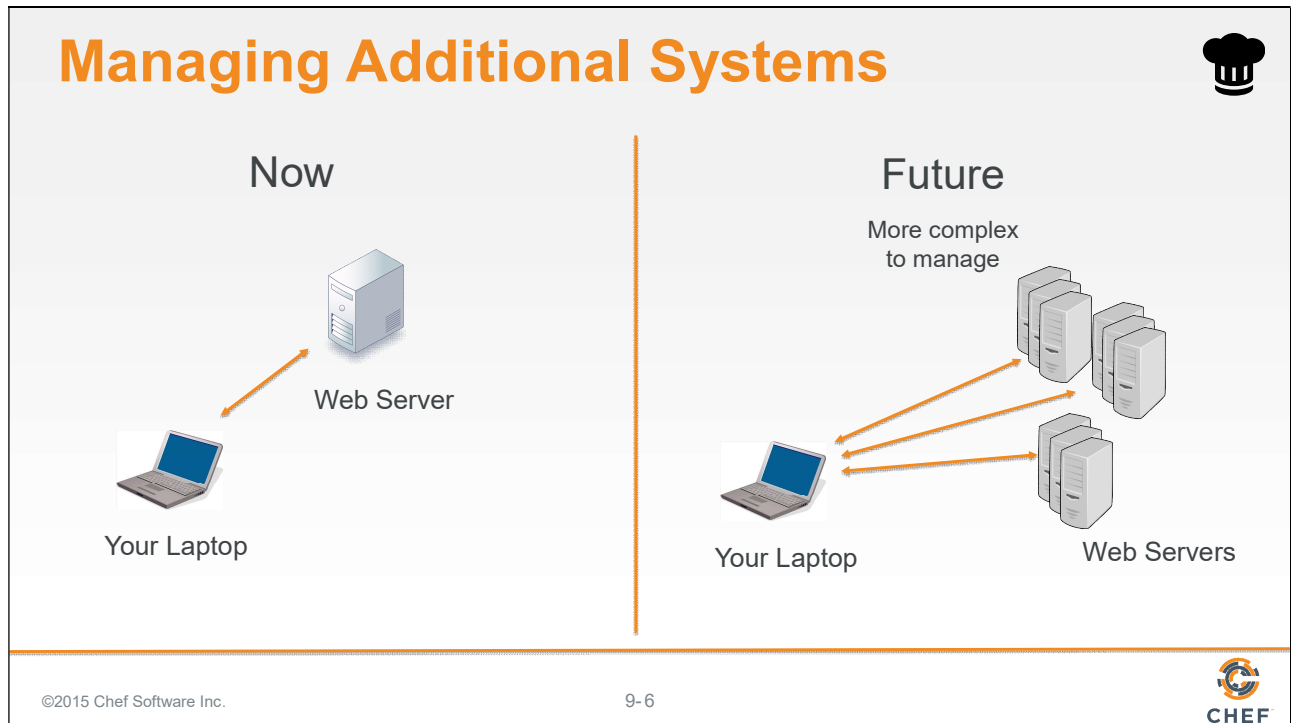 Managing Additional Systems
Now
Web Server
Your Laptop
Future
More complex
to manage
Your Laptop
Web Servers
©2015 Chef Software Inc.
9-6
CHEF